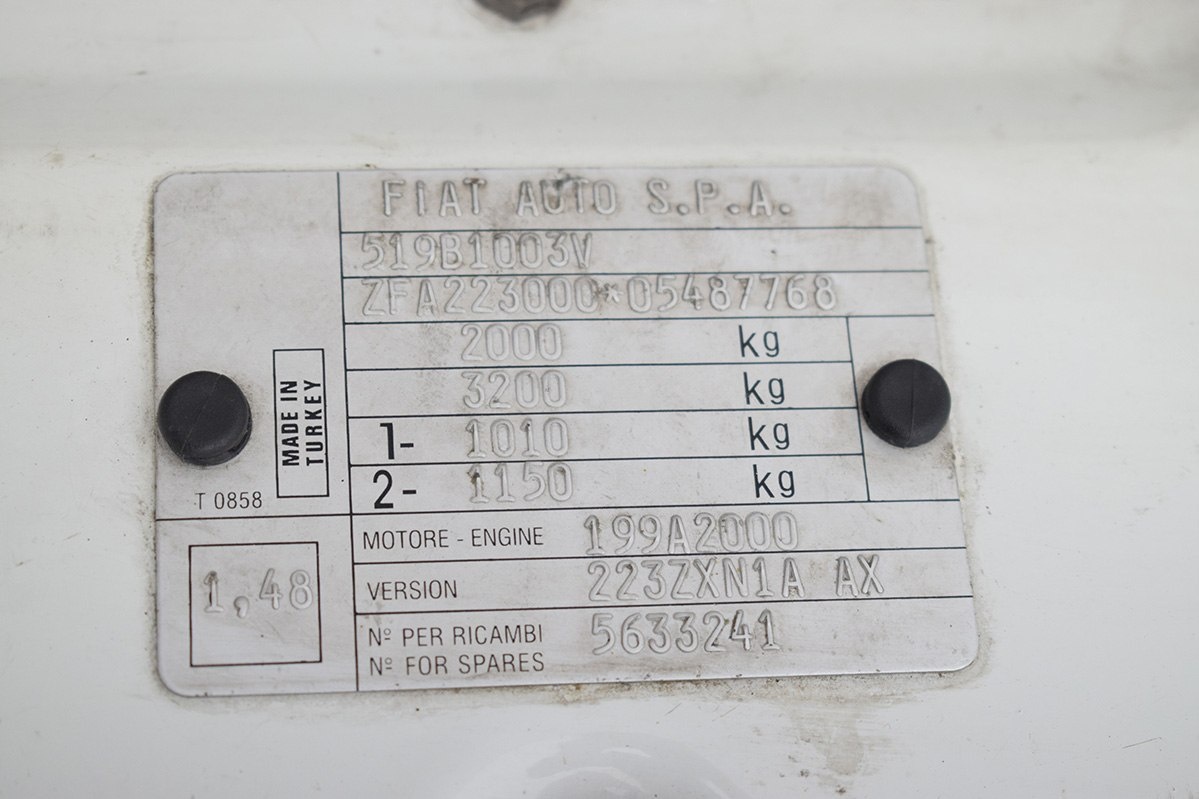 FIAT AUTO S.P.A.
519B1003V
ZFA223000*05487768
2000 kg
3200 kg
1- 1010 kg
2- 1150 kg
MADE IN
TURKEY
T 0858
MOTORE - ENGINE 199A2000
VERSION 223ZXN1A AX
1,48
Nº PER RICAMBI
Nº FOR SPARES
5633241